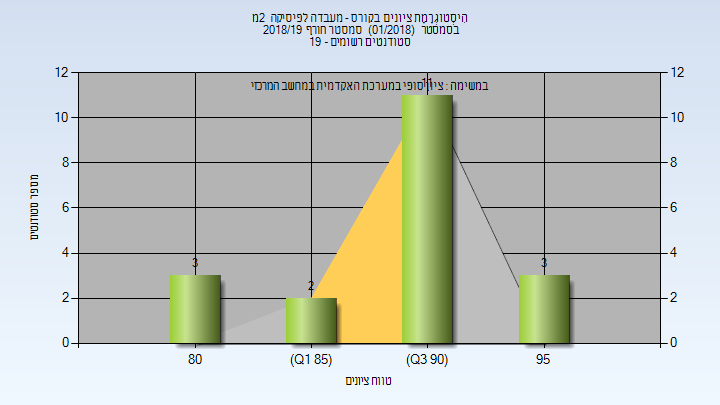 היסטוגרמת ציונים בקורס - מעבדה לפיסיקה 2מ
בסמסטר (01/2018) סמסטר חורף 2018/19
סטודנטים רשומים - 19
במשימה : ציון סופי במערכת האקדמית במחשב המרכזי
12 12
10 10
8 8
6 6
4 4
2 2
0 0
מספר סטודנטים
3 2 11 3
80 (Q1 85) (Q3 90) 95
טווח ציונים